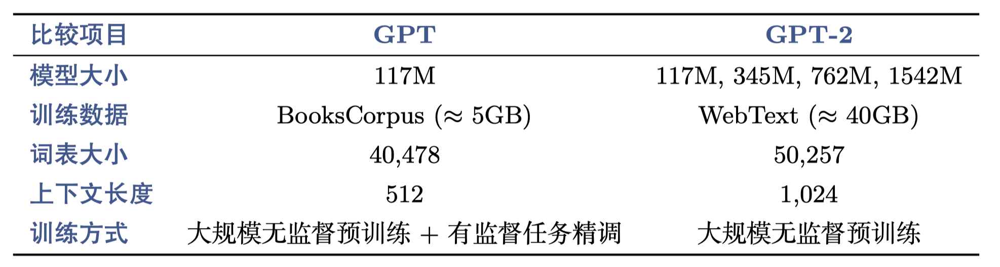 比较项目 GPT GPT-2
模型大小 117M 117M, 345M, 762M, 1542M
训练数据 BooksCorpus (≈ 5GB) WebText (≈ 40GB)
词表大小 40,478 50,257
上下文长度 512 1,024
训练方式 大规模无监督预训练 + 有监督任务精调 大规模无监督预训练